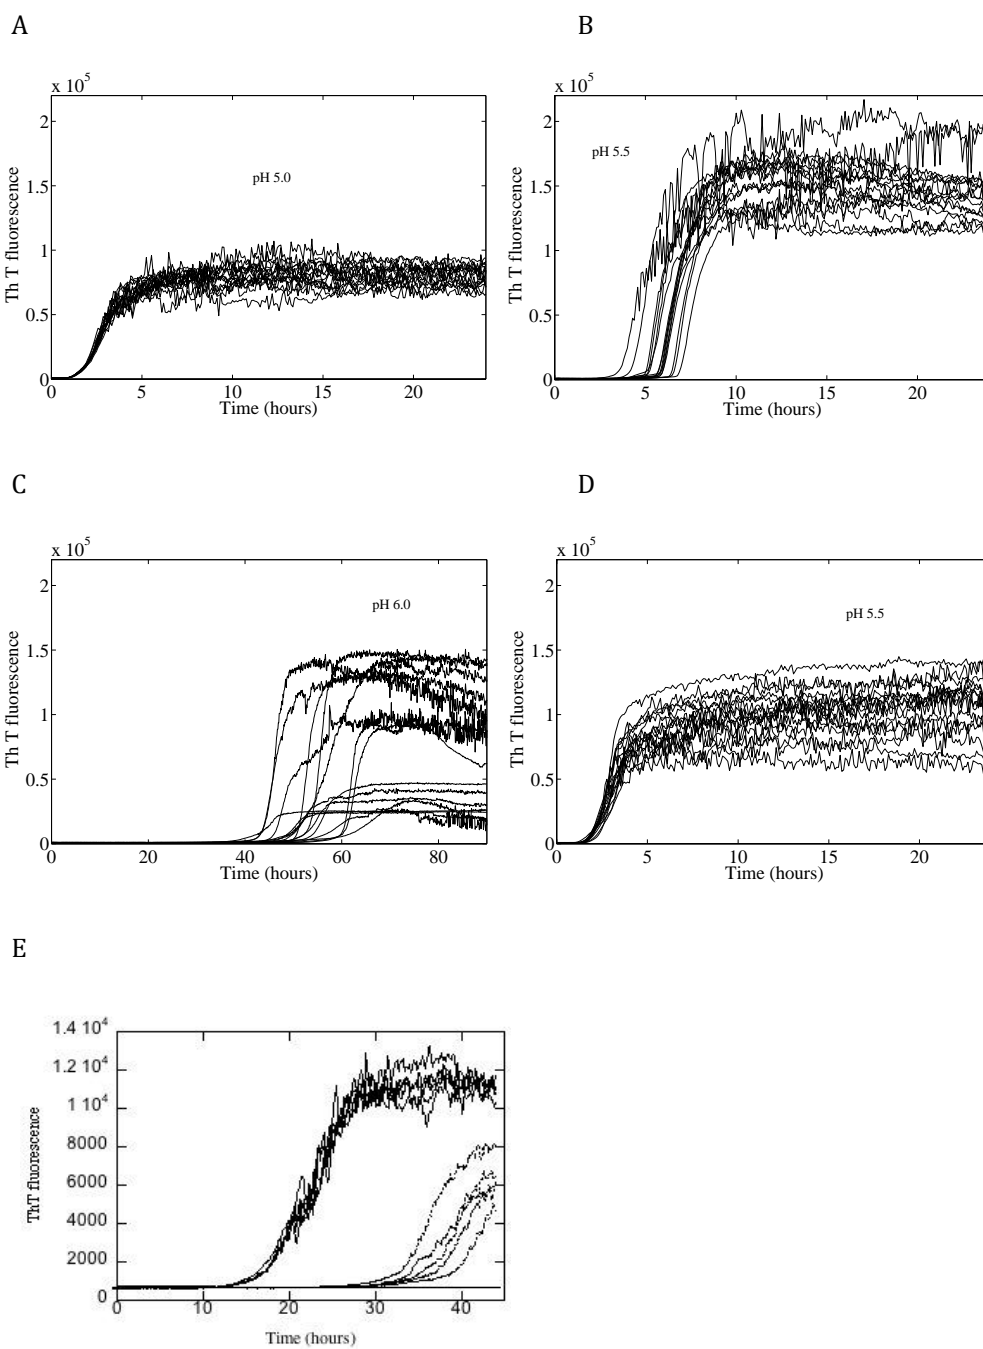 A
B
x 10^5
2
1.5
1
0.5
0
Th T fluorescence
pH 5.0
0 5 10 15 20
Time (hours)
x 10^5
2
1.5
1
0.5
0
Th T fluorescence
pH 5.5
0 5 10 15 20
Time (hours)
C
D
x 10^5
2
1.5
1
0.5
0
Th T fluorescence
pH 6.0
0 20 40 60 80
Time (hours)
x 10^5
2
1.5
1
0.5
0
Th T fluorescence
pH 5.5
0 5 10 15 20
Time (hours)
E
1.4 10^4
1.2 10^4
1 10^4
8000
6000
4000
2000
0
ThT fluorescence
0 10 20 30 40
Time (hours)